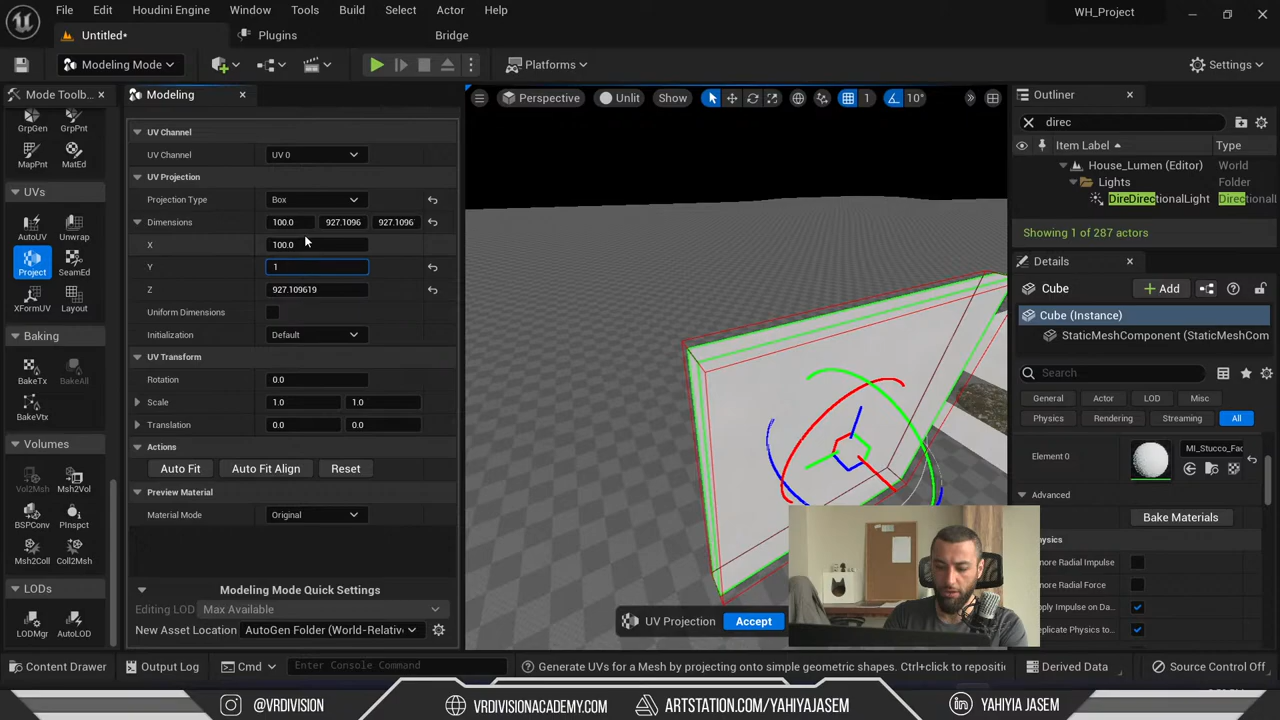 File Edit Houdini Engine Window Tools Build Select Actor Help
WH_Project
Untitled* Plugins Bridge
Modeling Mode Platforms Settings
Mode Toolb Modeling
Perspective Unlit Show 1 10°
Outliner
direc
Item Label Type
House_Lumen (Editor) World
Lights Folder
DireDirectionalLight Directional
Showing 1 of 287 actors
GrpGen GrpPnt
MapPnt MatEd
UVs
AutoUV Unwrap
Project SeamEd
XFormUV Layout
Baking
BakeTx BakeAll
BakeVtx
Volumes
Vol2Msh Msh2Vol
BSPConv PInspct
Msh2Coll Coll2Msh
LODs
LODMgr AutoLOD
UV Channel
UV Channel UV 0
UV Projection
Projection Type Box
Dimensions 100.0 927.1096 927.1096
X 100.0
Y 1
Z 927.109619
Uniform Dimensions
Initialization Default
UV Transform
Rotation 0.0
Scale 1.0 1.0
Translation 0.0 0.0
Actions
Auto Fit Auto Fit Align Reset
Preview Material
Material Mode Original
Modeling Mode Quick Settings
Editing LOD Max Available
New Asset Location AutoGen Folder (World-Relativ
UV Projection Accept
Details
Cube Add
Cube (Instance)
StaticMeshComponent (StaticMeshCom
Search
General Actor LOD Misc
Physics Rendering Streaming All
Element 0 MI_Stucco_Fac
Advanced
Bake Materials
Physics
nore Radial Impulse
nore Radial Force
pply Impulse on Da
eplicate Physics to
Content Drawer Output Log Cmd Enter Console Command Generate UVs for a Mesh by projecting onto simple geometric shapes. Ctrl+click to repositi Derived Data Source Control Off
@VRDIVISION VRDIVISIONACADEMY.COM ARTSTATION.COM/YAHIYAJASEM YAHIYIA JASEM